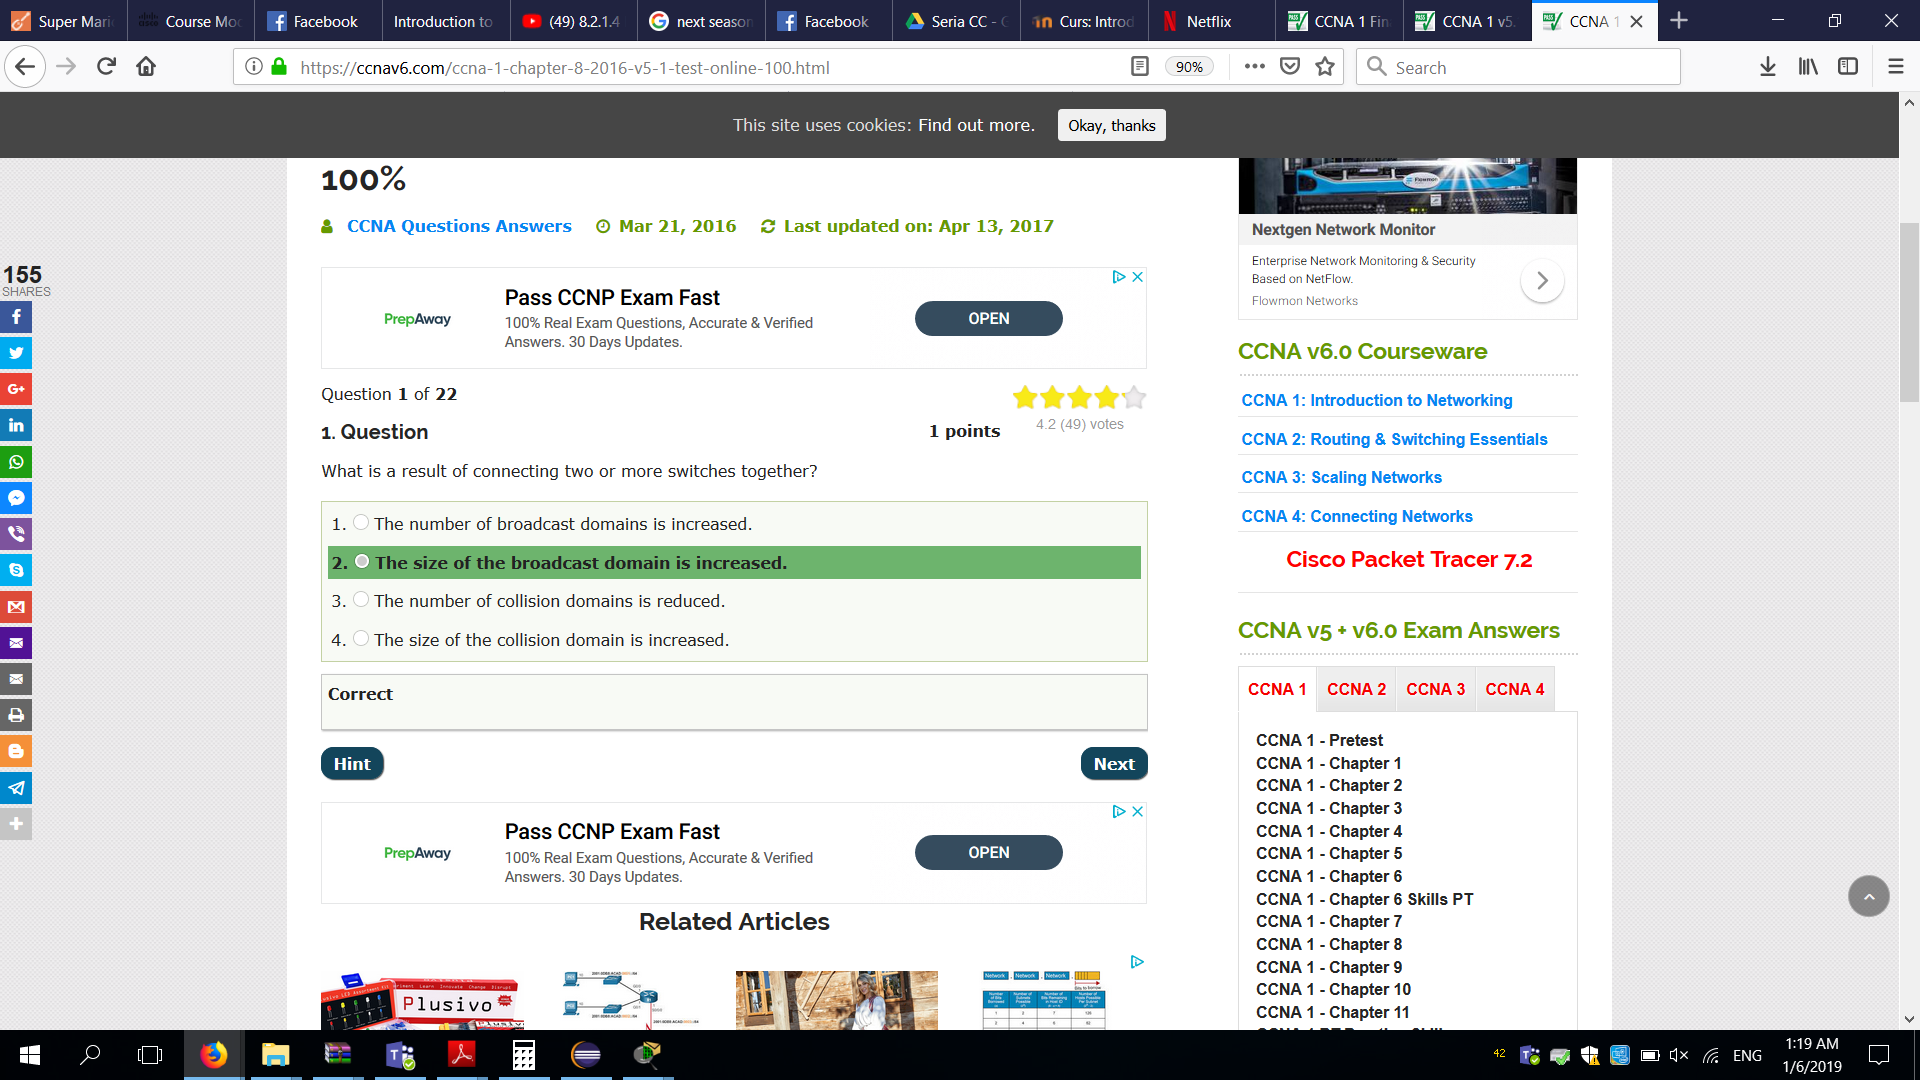 Super Mari
Course Mod
Facebook
Introduction to
(49) 8.2.1.4
next season
Facebook
Seria CC - G
Curs: Introd
Netflix
CCNA 1 Fin
CCNA 1 v5.
CCNA 1
https://ccnav6.com/ccna-1-chapter-8-2016-v5-1-test-online-100.html
90%
Search
This site uses cookies: Find out more.
Okay, thanks
100%
CCNA Questions Answers
Mar 21, 2016
Last updated on: Apr 13, 2017
155
SHARES
PrepAway
Pass CCNP Exam Fast
100% Real Exam Questions, Accurate & Verified
Answers. 30 Days Updates.
OPEN
Question 1 of 22
4.2 (49) votes
1. Question
1 points
What is a result of connecting two or more switches together?
1. The number of broadcast domains is increased.
2. The size of the broadcast domain is increased.
3. The number of collision domains is reduced.
4. The size of the collision domain is increased.
Correct
Hint
Next
PrepAway
Pass CCNP Exam Fast
100% Real Exam Questions, Accurate & Verified
Answers. 30 Days Updates.
OPEN
Related Articles
Plusivo
Flowmon
Nextgen Network Monitor
Enterprise Network Monitoring & Security
Based on NetFlow.
Flowmon Networks
CCNA v6.0 Courseware
CCNA 1: Introduction to Networking
CCNA 2: Routing & Switching Essentials
CCNA 3: Scaling Networks
CCNA 4: Connecting Networks
Cisco Packet Tracer 7.2
CCNA v5 + v6.0 Exam Answers
CCNA 1
CCNA 2
CCNA 3
CCNA 4
CCNA 1 - Pretest
CCNA 1 - Chapter 1
CCNA 1 - Chapter 2
CCNA 1 - Chapter 3
CCNA 1 - Chapter 4
CCNA 1 - Chapter 5
CCNA 1 - Chapter 6
CCNA 1 - Chapter 6 Skills PT
CCNA 1 - Chapter 7
CCNA 1 - Chapter 8
CCNA 1 - Chapter 9
CCNA 1 - Chapter 10
CCNA 1 - Chapter 11
42
ENG
1:19 AM
1/6/2019